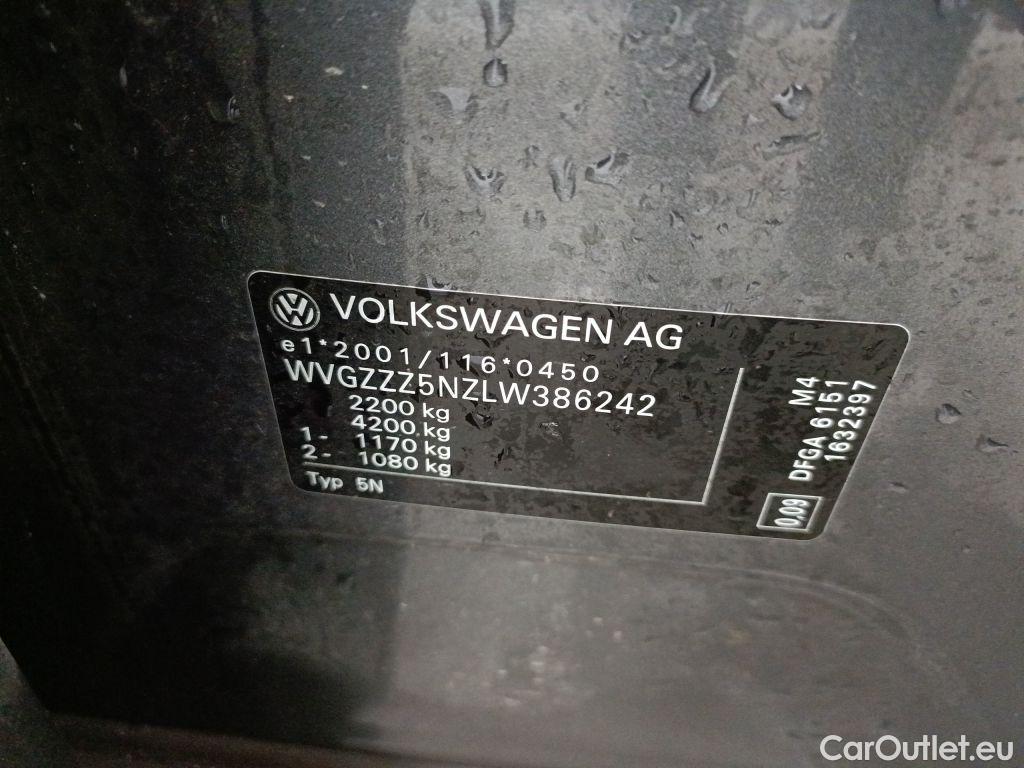 VOLKSWAGEN AG
e1*2001/116*0450
WVGZZZ5NZLW386242
2200 kg
4200 kg
1- 1170 kg
2- 1080 kg
Typ 5N
M4
DFGA 6151
1632397
0,08
CarOutlet.eu